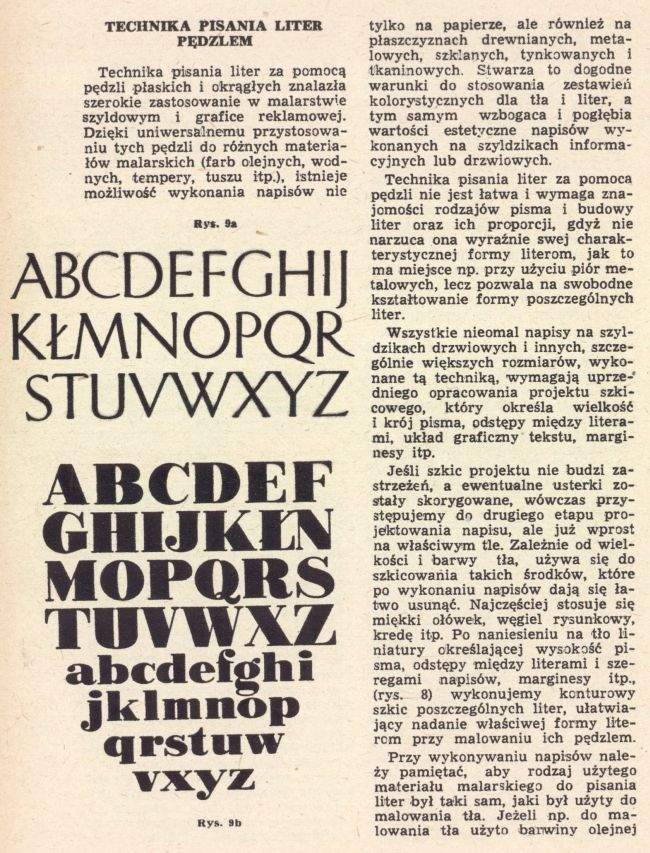 TECHNIKA PISANIA LITER
PĘDZLEM
Technika pisania liter za pomocą
pędzli płaskich i okrągłych znalazła
szerokie zastosowanie w malarstwie
szyldowym i grafice reklamowej.
Dzięki uniwersalnemu przystosowa-
niu tych pędzli do różnych materia-
łów malarskich (farb olejnych, wod-
nych, tempery, tuszu itp.), istnieje
możliwość wykonania napisów nie
Rys. 9a
ABCDEFGHIJ
KŁMNOPQR
STUVWXYZ
ABCDEF
GHIJKŁN
MOPQRS
TUVWXZ
abcdefghi
jklmnop
qrstuw
vxyz
Rys. 9b
tylko na papierze, ale również na
płaszczyznach drewnianych, meta-
lowych, szklanych, tynkowanych i
tkaninowych. Stwarza to dogodne
warunki do stosowania zestawień
kolorystycznych dla tła i liter, a
tym samym wzbogaca i pogłębia
wartości estetyczne napisów wy-
konanych na szyldzikach informa-
cyjnych lub drzwiowych.
Technika pisania liter za pomoca
pędzli nie jest łatwa i wymaga zna-
jomości rodzajów pisma i budowy
liter oraz ich proporcji, gdyż nie
narzuca ona wyraźnie swej charak-
terystycznej formy literom, jak to
ma miejsce np. przy użyciu piór me-
talowych, lecz pozwala na swobodne
kształtowanie formy poszczególnych
liter.
Wszystkie nieomal napisy na szyl-
dzikach drzwiowych i innych, szcze-
gólnie większych rozmiarów, wyko-
nane tą techniką, wymagają uprze-
dniego opracowania projektu szki-
cowego, który określa wielkość
i krój pisma, odstępy między litera-
mi, układ graficzny tekstu, margi-
nesy itp.
Jeśli szkic projektu nie budzi za-
strzeżeń, a ewentualne usterki zo-
stały skorygowane, wówczas przy-
stępujemy do drugiego etapu pro-
jektowania napisu, ale już wprost
na właściwym tle. Zależnie od wiel-
kości i barwy tła, używa się do
szkicowania takich środków, które
po wykonaniu napisów dają się ła-
two usunąć. Najczęściej stosuje się
miękki ołówek, węgiel rysunkowy,
kredę itp. Po naniesieniu na tło li-
niatury określającej wysokość pi-
sma, odstępy między literami i sze-
regami napisów, marginesy itp.,
(rys. 8) wykonujemy konturowy
szkic poszczególnych liter, ułatwia-
jący nadanie właściwej formy lite-
rom przy malowaniu ich pędzlem.
Przy wykonywaniu napisów nale-
ży pamiętać, aby rodzaj użytego
materiału malarskiego do pisania
liter był taki sam, jaki był użyty do
malowania tła. Jeżeli np. do ma-
lowania tła użyto barwiny olejnej